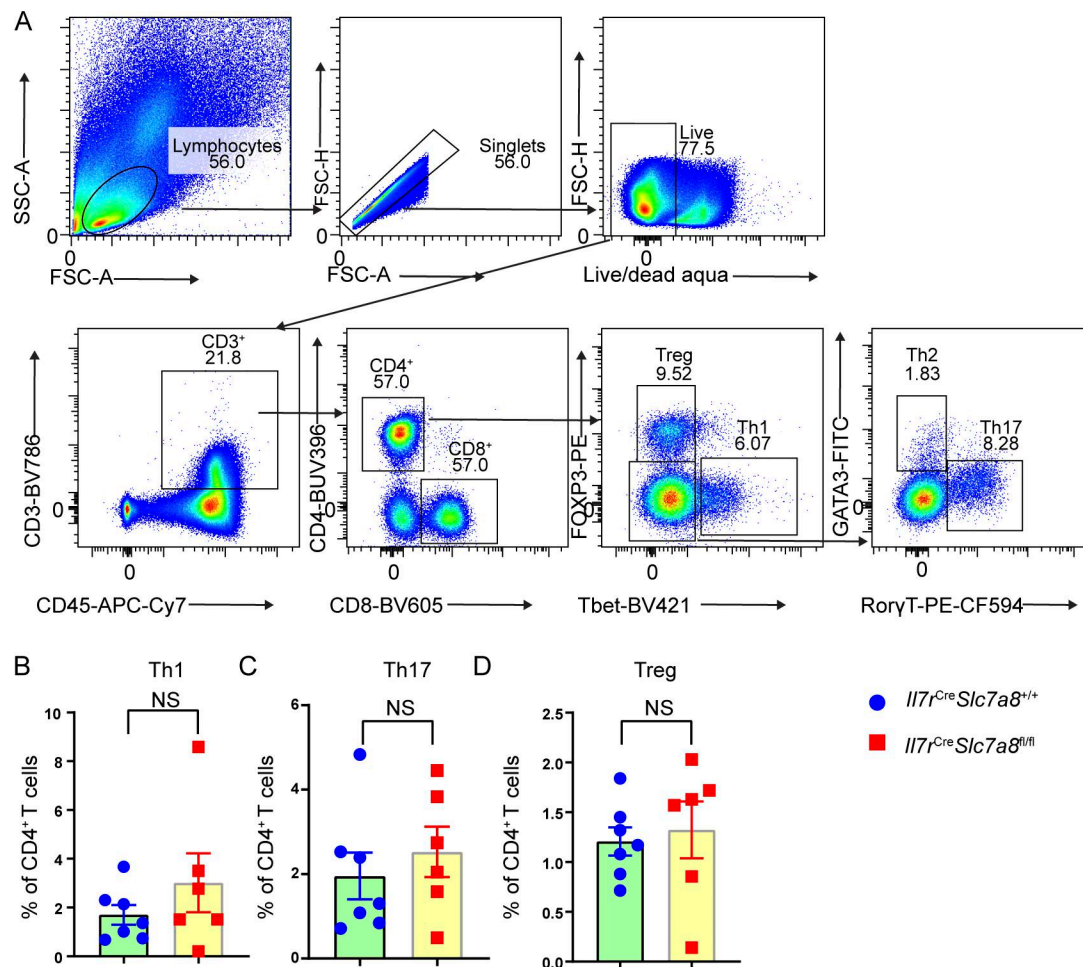 A
SSC-A
Lymphocytes
56.0
0
0
FSC-A
FSC-H
Singlets
56.0
0
0
FSC-A
FSC-H
Live
77.5
0
0
Live/dead aqua
CD3-BV786
CD3+
21.8
0
0
CD45-APC-Cy7
CD4-BUV396
CD4+
57.0
CD8+
57.0
0
0
CD8-BV605
FOXP3-PE
Treg
9.52
Th1
6.07
0
0
Tbet-BV421
GATA3-FITC
Th2
1.83
Th17
8.28
0
0
RorγT-PE-CF594
B
Th1
NS
% of CD4+ T cells
10
8
6
4
2
0
C
Th17
NS
% of CD4+ T cells
6
4
2
0
D
Treg
NS
% of CD4+ T cells
2.5
2.0
1.5
1.0
0.5
0.0
Il7rCreSlc7a8+/+
Il7rCreSlc7a8fl/fl